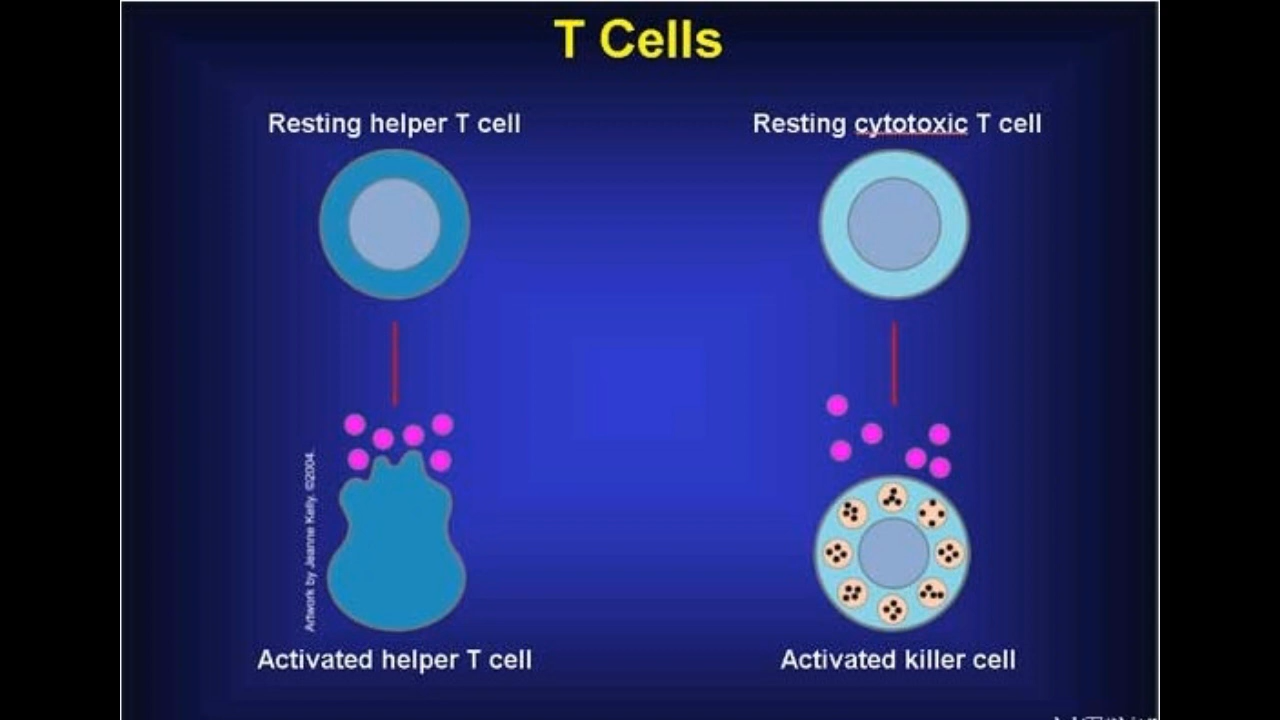 T Cells
Resting helper T cell
Resting cytotoxic T cell
Artwork by Jeanne Kelly. ©2004.
Activated helper T cell
Activated killer cell